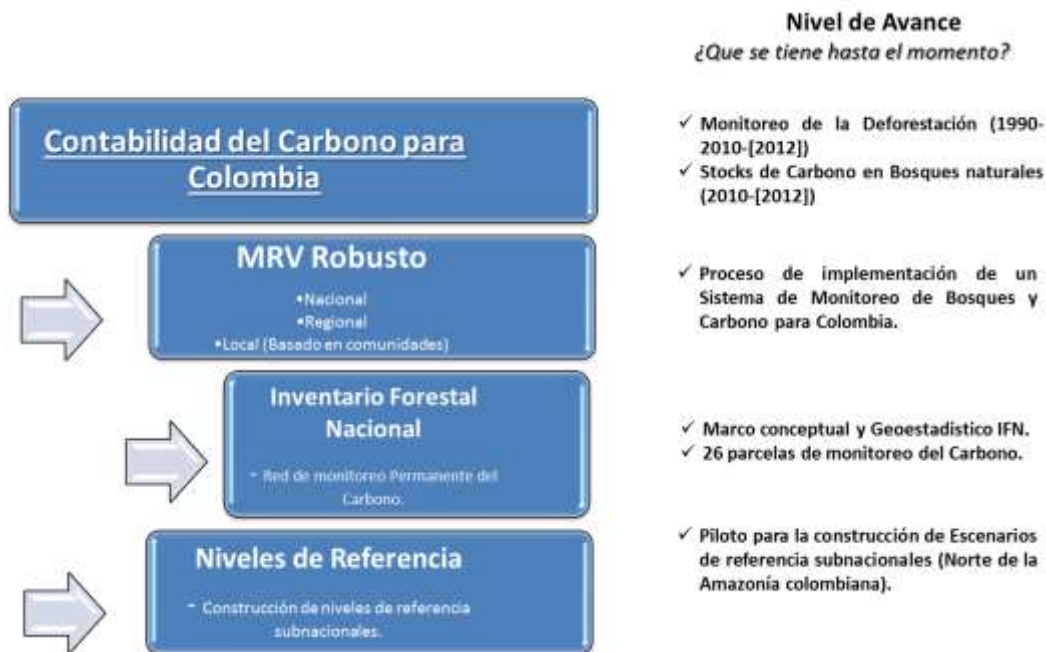 Nivel de Avance
¿Que se tiene hasta el momento?
Contabilidad del Carbono para
Colombia
✓ Monitoreo de la Deforestación (1990-
2010-[2012])
✓ Stocks de Carbono en Bosques naturales
(2010-[2012])
MRV Robusto
•Nacional
•Regional
•Local (Basado en comunidades)
✓ Proceso de implementación de un
Sistema de Monitoreo de Bosques y
Carbono para Colombia.
Inventario Forestal
Nacional
- Red de monitoreo Permanente del
Carbono.
✓ Marco conceptual y Geoestadistico IFN.
✓ 26 parcelas de monitoreo del Carbono.
Niveles de Referencia
- Construcción de niveles de referencia
subnacionales.
✓ Piloto para la construcción de Escenarios
de referencia subnacionales (Norte de la
Amazonía colombiana).